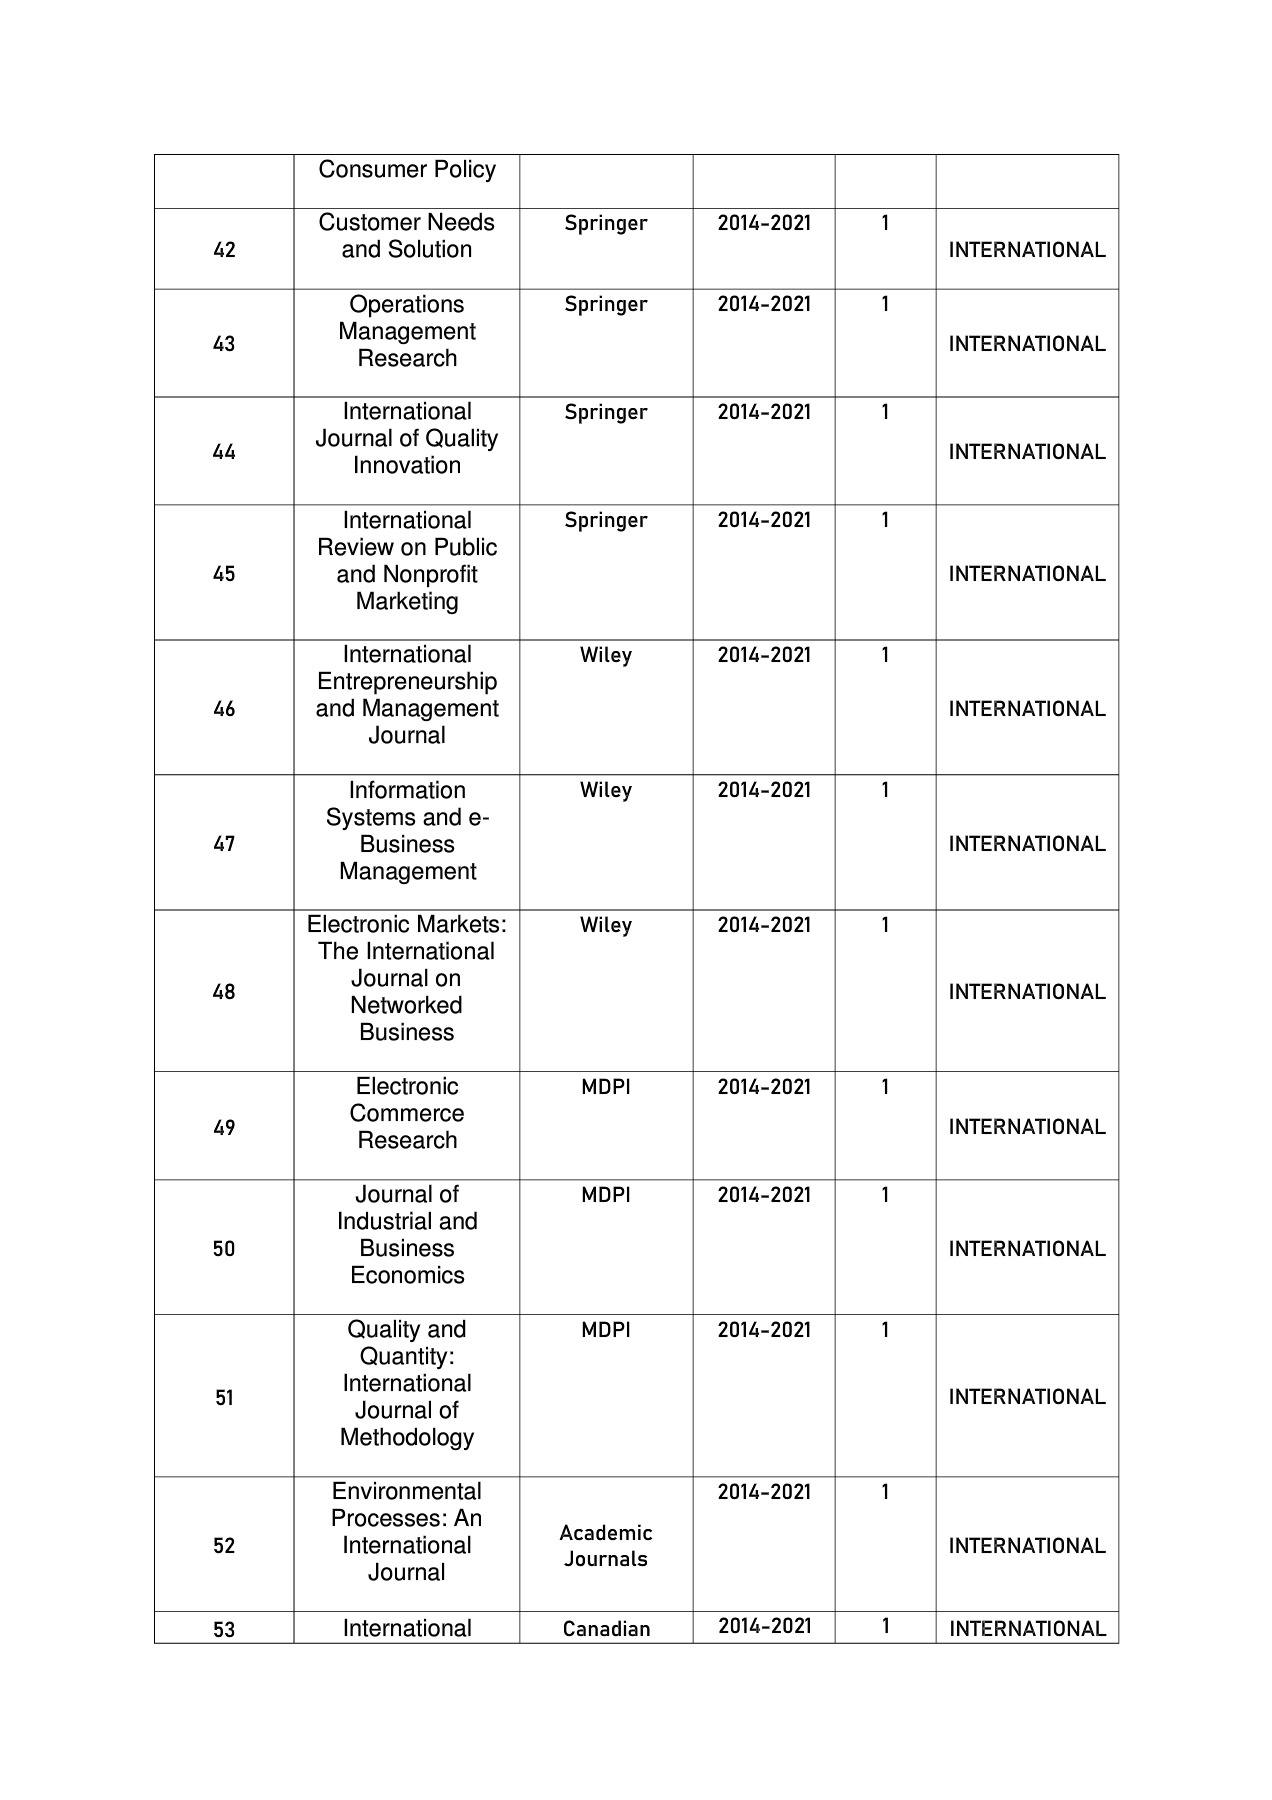 Consumer Policy
42
Customer Needs
and Solution
Springer
2014-2021
1
INTERNATIONAL
43
Operations
Management
Research
Springer
2014-2021
1
INTERNATIONAL
44
International
Journal of Quality
Innovation
Springer
2014-2021
1
INTERNATIONAL
45
International
Review on Public
and Nonprofit
Marketing
Springer
2014-2021
1
INTERNATIONAL
46
International
Entrepreneurship
and Management
Journal
Wiley
2014-2021
1
INTERNATIONAL
47
Information
Systems and e-
Business
Management
Wiley
2014-2021
1
INTERNATIONAL
48
Electronic Markets:
The International
Journal on
Networked
Business
Wiley
2014-2021
1
INTERNATIONAL
49
Electronic
Commerce
Research
MDPI
2014-2021
1
INTERNATIONAL
50
Journal of
Industrial and
Business
Economics
MDPI
2014-2021
1
INTERNATIONAL
51
Quality and
Quantity:
International
Journal of
Methodology
MDPI
2014-2021
1
INTERNATIONAL
52
Environmental
Processes: An
International
Journal
Academic
Journals
2014-2021
1
INTERNATIONAL
53
International
Canadian
2014-2021
1
INTERNATIONAL